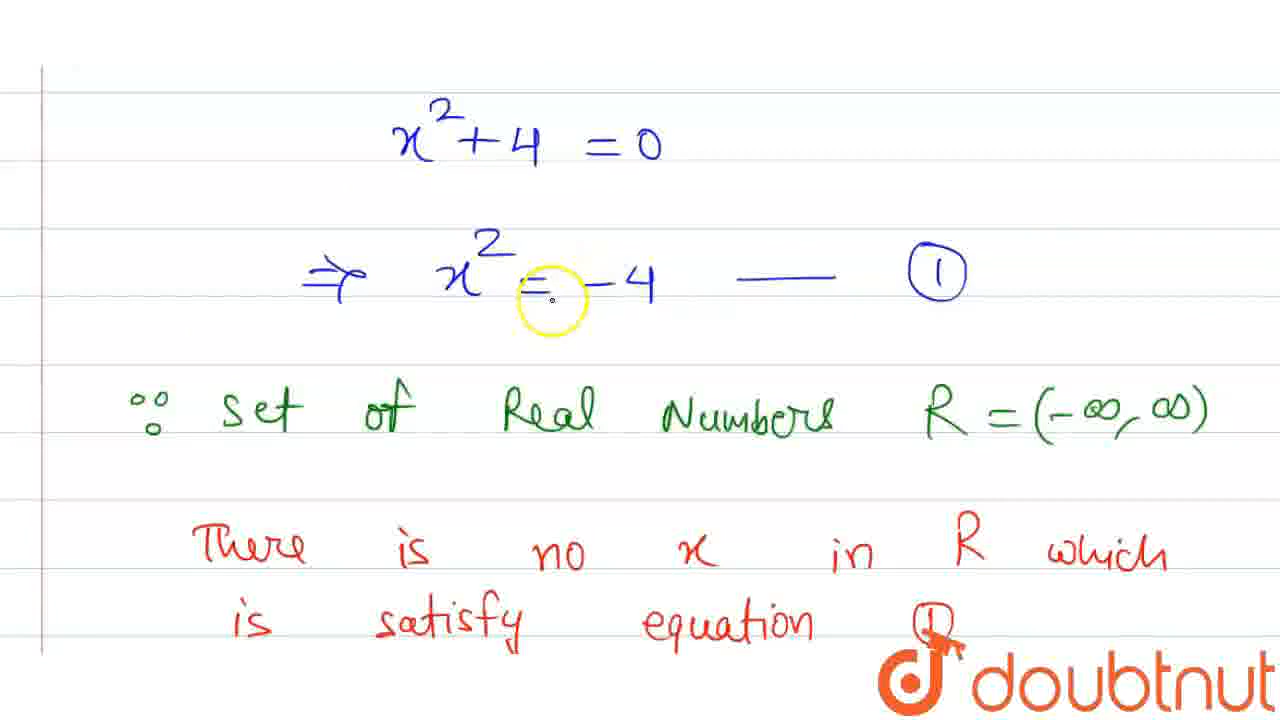 x² + 4 = 0
⇒ x² = -4 —— ①
∵ Set of Real Numbers R = (-∞, ∞)
There is no x in R which
is satisfy equation ①
doubtnut